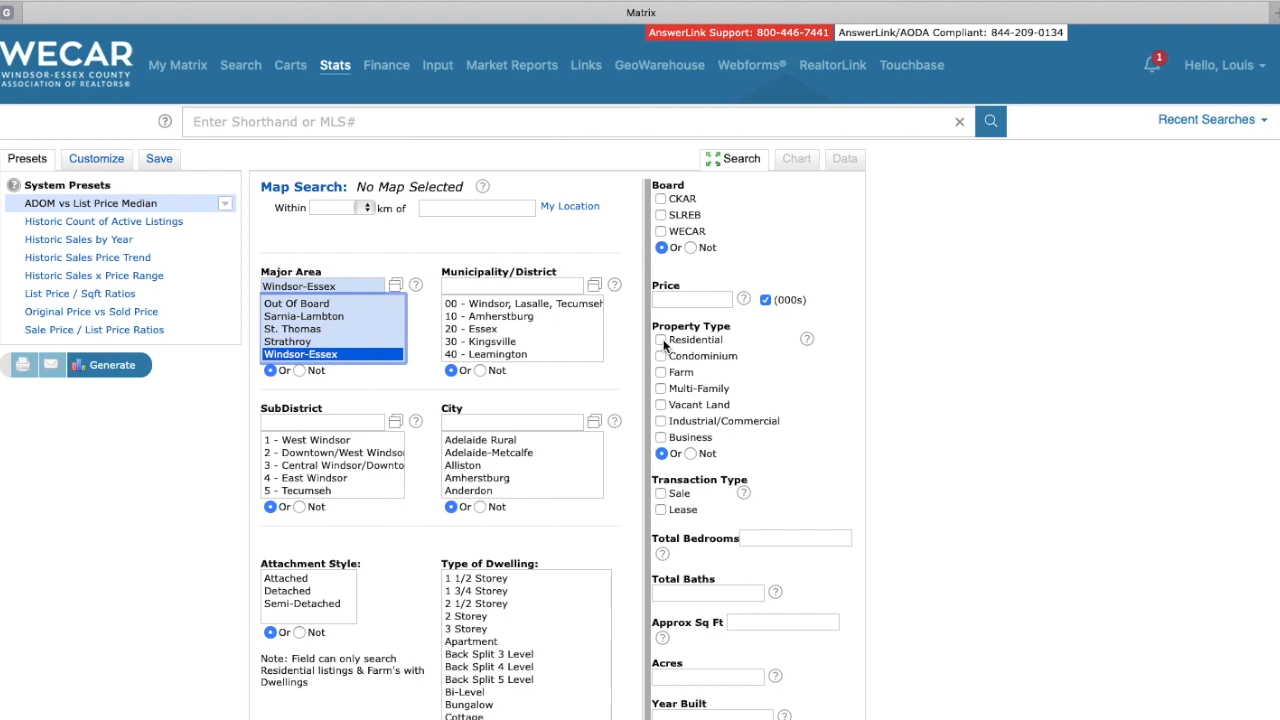 G
Matrix
AnswerLink Support: 800-446-7441
AnswerLink/AODA Compliant: 844-209-0134
WECAR
WINDSOR-ESSEX COUNTY
ASSOCIATION OF REALTORS®
My Matrix
Search
Carts
Stats
Finance
Input
Market Reports
Links
GeoWarehouse
Webforms®
RealtorLink
Touchbase
1
Hello, Louis
? Enter Shorthand or MLS#
Recent Searches
Presets
Customize
Save
Search
Chart
Data
? System Presets
ADOM vs List Price Median
Historic Count of Active Listings
Historic Sales by Year
Historic Sales Price Trend
Historic Sales x Price Range
List Price / Sqft Ratios
Original Price vs Sold Price
Sale Price / List Price Ratios
Generate
Map Search: No Map Selected ?
Within km of My Location
Major Area
Windsor-Essex ?
Out Of Board
Sarnia-Lambton
St. Thomas
Strathroy
Windsor-Essex
Or Not
Municipality/District
?
00 - Windsor, Lasalle, Tecumseh
10 - Amherstburg
20 - Essex
30 - Kingsville
40 - Leamington
Or Not
SubDistrict
?
1 - West Windsor
2 - Downtown/West Windsor
3 - Central Windsor/Downto
4 - East Windsor
5 - Tecumseh
Or Not
City
?
Adelaide Rural
Adelaide-Metcalfe
Alliston
Amherstburg
Anderdon
Or Not
Attachment Style:
Attached
Detached
Semi-Detached
Or Not
Note: Field can only search
Residential listings & Farm's with
Dwellings
Type of Dwelling:
1 1/2 Storey
1 3/4 Storey
2 1/2 Storey
2 Storey
3 Storey
Apartment
Back Split 3 Level
Back Split 4 Level
Back Split 5 Level
Bi-Level
Bungalow
Cottage
Board
CKAR
SLREB
WECAR
Or Not
Price
? (000s)
Property Type
Residential ?
Condominium
Farm
Multi-Family
Vacant Land
Industrial/Commercial
Business
Or Not
Transaction Type
Sale ?
Lease
Total Bedrooms
?
Total Baths
?
Approx Sq Ft
?
Acres
?
Year Built
?